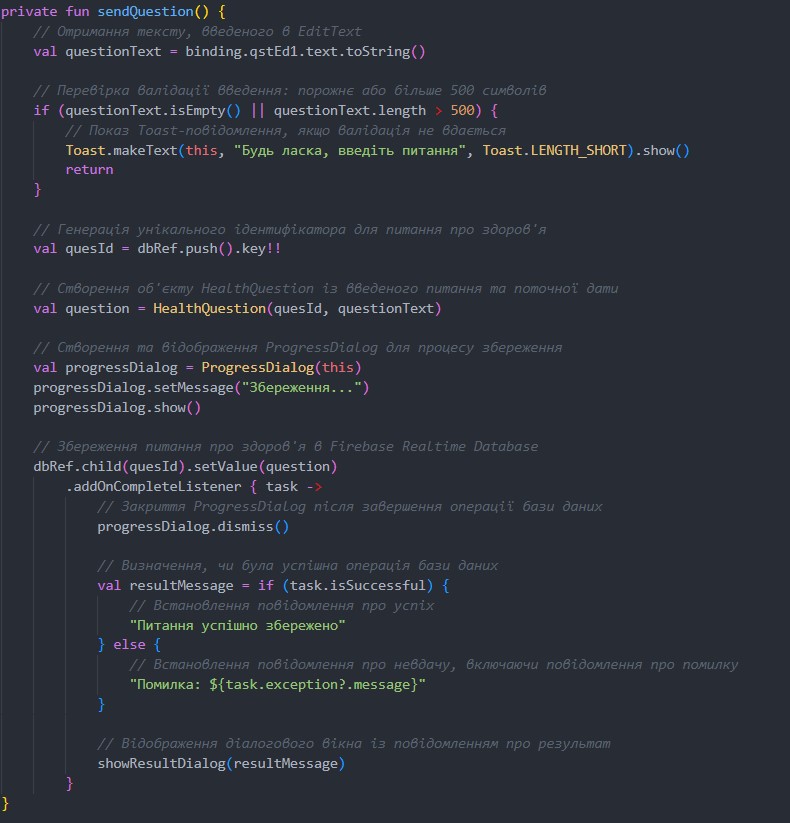 private fun sendQuestion() {
    // Отримання тексту, введеного в EditText
    val questionText = binding.qstEd1.text.toString()

    // Перевірка валідації введення: порожнє або більше 500 символів
    if (questionText.isEmpty() || questionText.length > 500) {
        // Показ Toast-повідомлення, якщо валідація не вдається
        Toast.makeText(this, "Будь ласка, введіть питання", Toast.LENGTH_SHORT).show()
        return
    }

    // Генерація унікального ідентифікатора для питання про здоров'я
    val quesId = dbRef.push().key!!

    // Створення об'єкту HealthQuestion із введеного питання та поточної дати
    val question = HealthQuestion(quesId, questionText)

    // Створення та відображення ProgressDialog для процесу збереження
    val progressDialog = ProgressDialog(this)
    progressDialog.setMessage("Збереження...")
    progressDialog.show()

    // Збереження питання про здоров'я в Firebase Realtime Database
    dbRef.child(quesId).setValue(question)
        .addOnCompleteListener { task ->
            // Закриття ProgressDialog після завершення операції бази даних
            progressDialog.dismiss()

            // Визначення, чи була успішна операція бази даних
            val resultMessage = if (task.isSuccessful) {
                // Встановлення повідомлення про успіх
                "Питання успішно збережено"
            } else {
                // Встановлення повідомлення про невдачу, включаючи повідомлення про помилку
                "Помилка: ${task.exception?.message}"
            }

            // Відображення діалогового вікна із повідомленням про результат
            showResultDialog(resultMessage)
        }
}